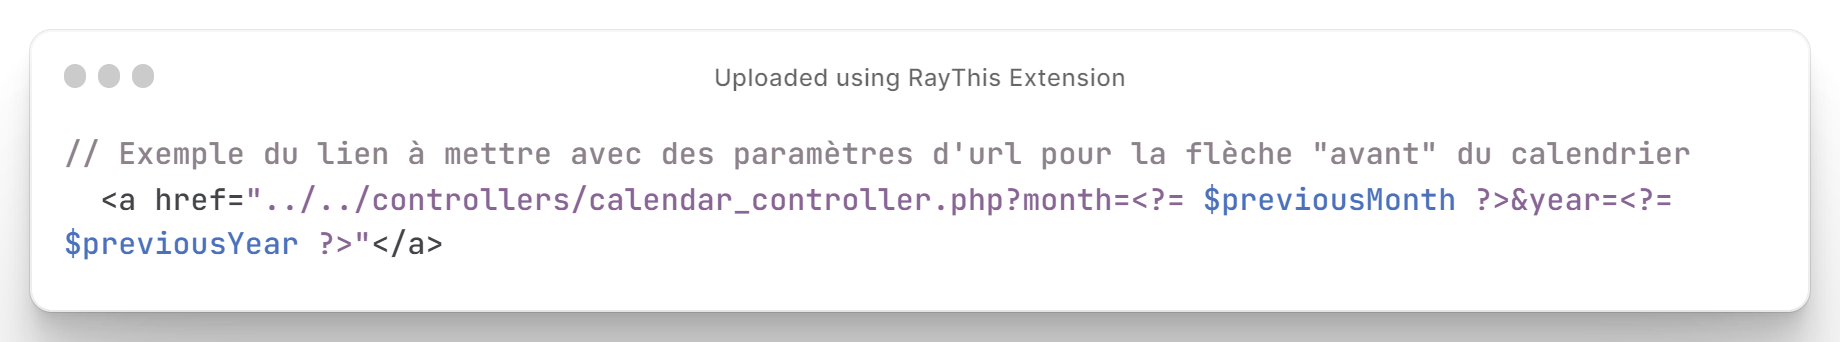 Uploaded using RayThis Extension
// Exemple du lien à mettre avec des paramètres d'url pour la flèche "avant" du calendrier
<a href="../../controllers/calendar_controller.php?month=<?= $previousMonth ?>&year=<?=
$previousYear ?>"</a>